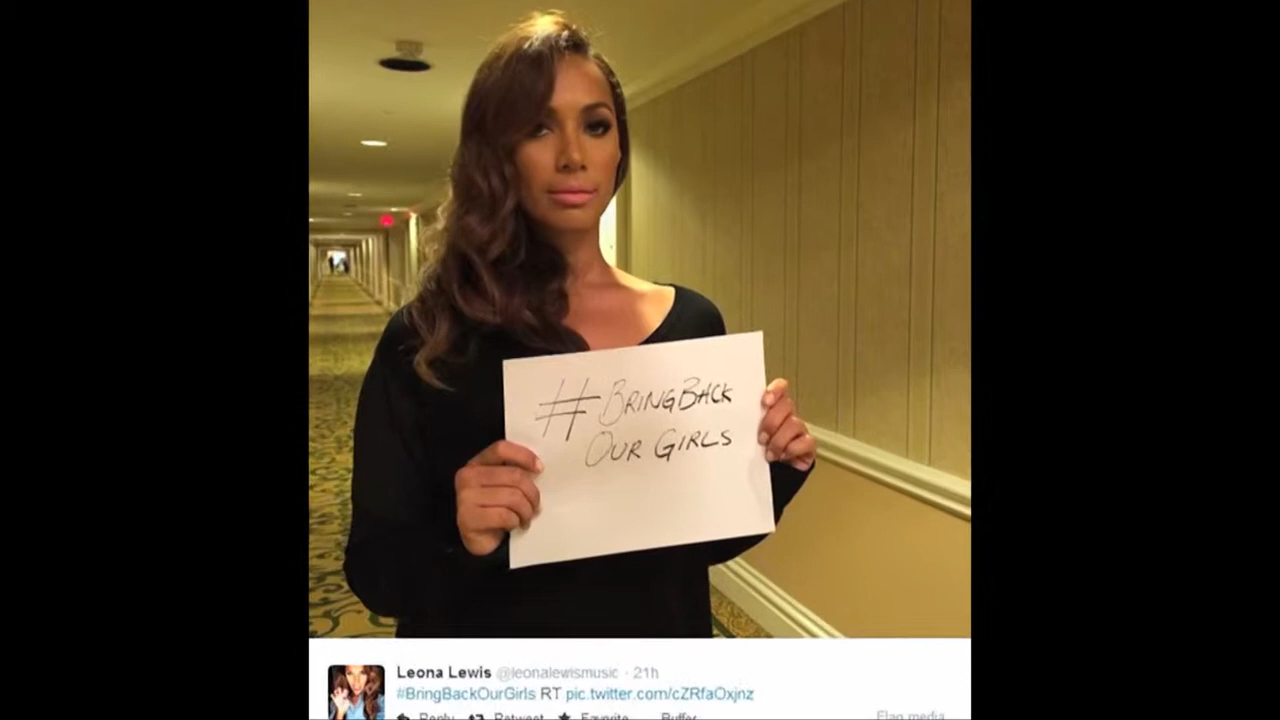 # BRINGBACK
OUR GIRLS
Leona Lewis @leonalewismusic · 21h
#BringBackOurGirls RT pic.twitter.com/cZRfaOxjnz
Reply Retweet Favorite Buffer Flag media